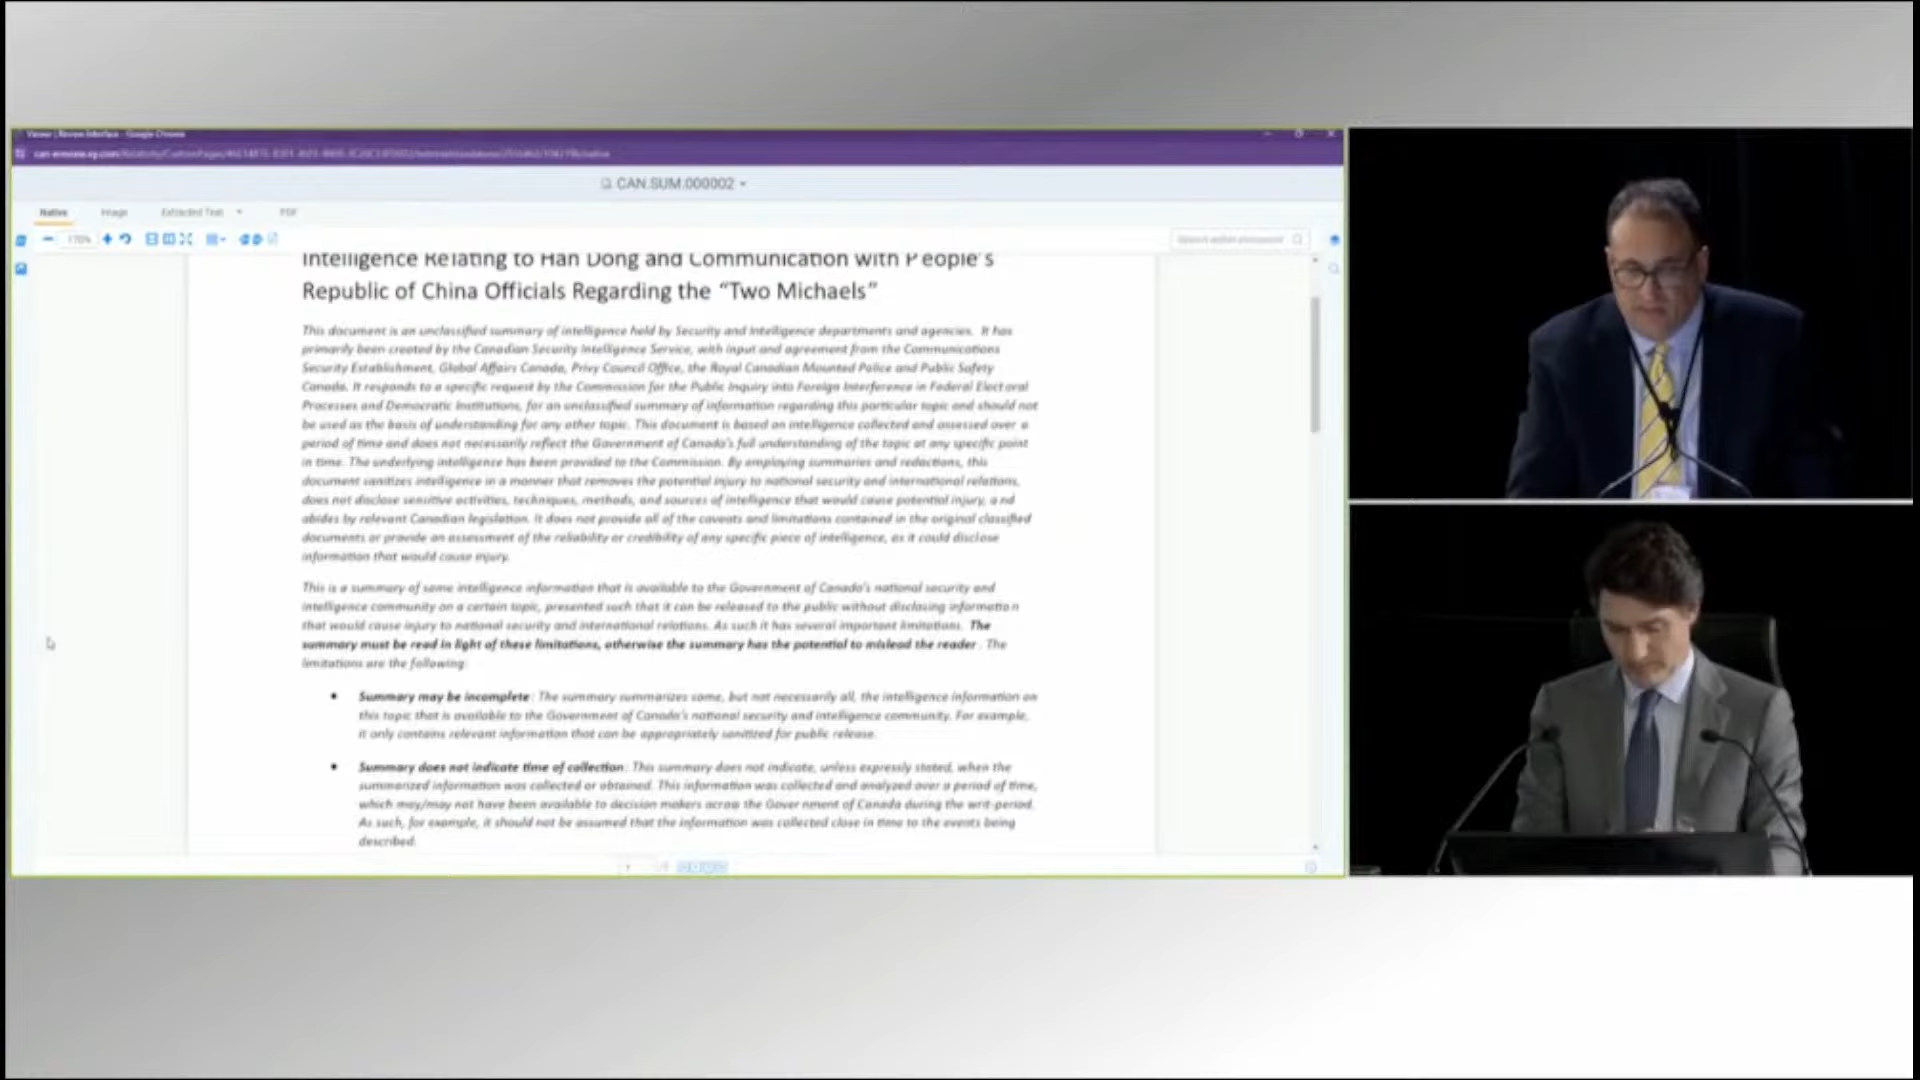 Viewer | Review Interface - Google Chrome
CAN.SUM.000002
Native Image Extracted Text PDF
170%
Intelligence Relating to Han Dong and Communication with People's
Republic of China Officials Regarding the “Two Michaels”
This document is an unclassified summary of intelligence held by Security and Intelligence departments and agencies. It has
primarily been created by the Canadian Security Intelligence Service, with input and agreement from the Communications
Security Establishment, Global Affairs Canada, Privy Council Office, the Royal Canadian Mounted Police and Public Safety
Canada. It responds to a specific request by the Commission for the Public Inquiry into Foreign Interference in Federal Electoral
Processes and Democratic Institutions, for an unclassified summary of information regarding this particular topic and should not
be used as the basis of understanding for any other topic. This document is based on intelligence collected and assessed over a
period of time and does not necessarily reflect the Government of Canada's full understanding of the topic at any specific point
in time. The underlying intelligence has been provided to the Commission. By employing summaries and redactions, this
document sanitizes intelligence in a manner that removes the potential injury to national security and international relations,
does not disclose sensitive activities, techniques, methods, and sources of intelligence that would cause potential injury, and
abides by relevant Canadian legislation. It does not provide all of the caveats and limitations contained in the original classified
documents or provide an assessment of the reliability or credibility of any specific piece of intelligence, as it could disclose
information that would cause injury.
This is a summary of some intelligence information that is available to the Government of Canada's national security and
intelligence community on a certain topic, presented such that it can be released to the public without disclosing information
that would cause injury to national security and international relations. As such it has several important limitations. The
summary must be read in light of these limitations, otherwise the summary has the potential to mislead the reader. The
limitations are the following:
• Summary may be incomplete: The summary summarizes some, but not necessarily all, the intelligence information on
this topic that is available to the Government of Canada's national security and intelligence community. For example,
it only contains relevant information that can be appropriately sanitized for public release.
• Summary does not indicate time of collection: This summary does not indicate, unless expressly stated, when the
summarized information was collected or obtained. This information was collected and analyzed over a period of time,
which may/may not have been available to decision makers across the Government of Canada during the writ-period.
As such, for example, it should not be assumed that the information was collected close in time to the events being
described.